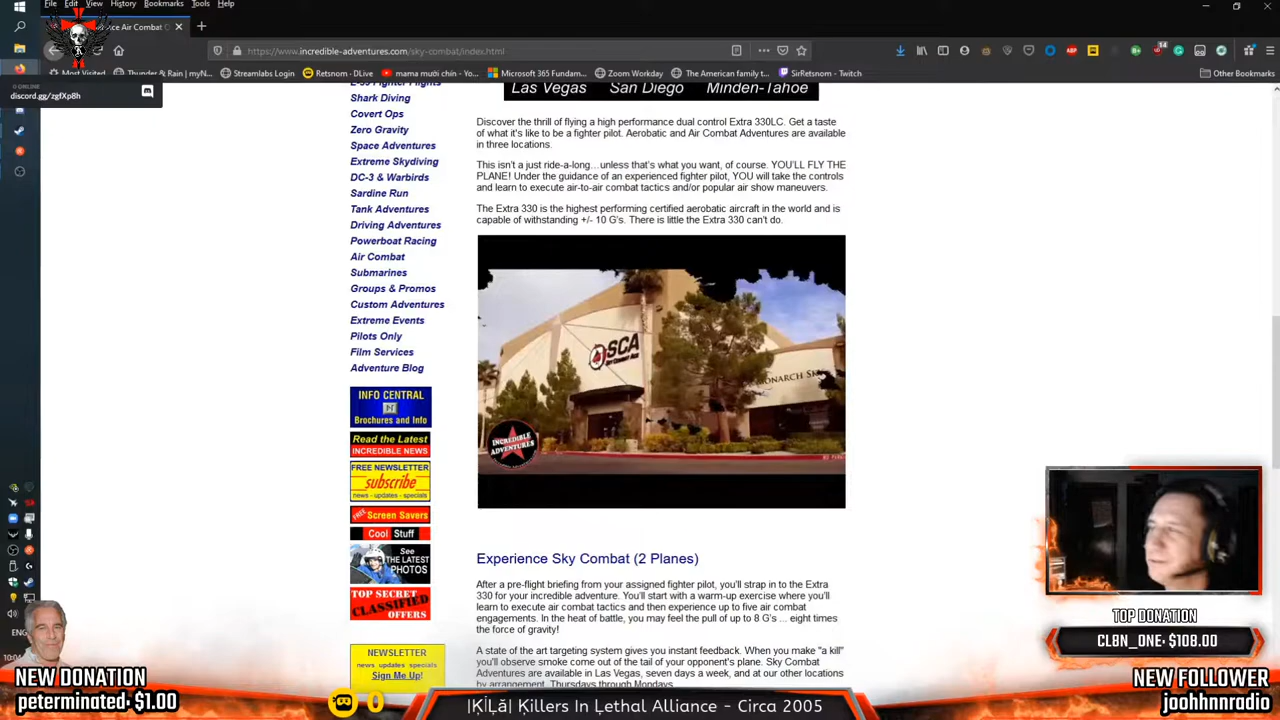 File Edit View History Tools Help
ice Air Combat C
https://www.incredible-adventures.com/sky-combat/index.html
Most Visited Thunder & Rain | myN... Streamlabs Login Retsnom - DLive mama mười chín - Yo... Microsoft 365 Fundam... Zoom Workday The American family t... SirRetsnom - Twitch Other Bookmarks
0 ONLINE
discord.gg/zgfXp8h
Las Vegas San Diego Minden-Tahoe
L-39 Fighter Flights
Shark Diving
Covert Ops
Zero Gravity
Space Adventures
Extreme Skydiving
DC-3 & Warbirds
Sardine Run
Tank Adventures
Driving Adventures
Powerboat Racing
Air Combat
Submarines
Groups & Promos
Custom Adventures
Extreme Events
Pilots Only
Film Services
Adventure Blog
INFO CENTRAL
Brochures and Info
Read the Latest
INCREDIBLE NEWS
FREE NEWSLETTER
subscribe
news - updates - specials
FREE Screen Savers
Cool Stuff
See
THE LATEST
PHOTOS
TOP SECRET
CLASSIFIED
OFFERS
NEWSLETTER
news updates specials
Sign Me Up!
Discover the thrill of flying a high performance dual control Extra 330LC. Get a taste
of what it's like to be a fighter pilot. Aerobatic and Air Combat Adventures are available
in three locations.
This isn't a just ride-a-long…unless that's what you want, of course. YOU'LL FLY THE
PLANE! Under the guidance of an experienced fighter pilot, YOU will take the controls
and learn to execute air-to-air combat tactics and/or popular air show maneuvers.
The Extra 330 is the highest performing certified aerobatic aircraft in the world and is
capable of withstanding +/- 10 G's. There is little the Extra 330 can't do.
SCA
MONARCH SKY
INCREDIBLE
ADVENTURES
Experience Sky Combat (2 Planes)
After a pre-flight briefing from your assigned fighter pilot, you'll strap in to the Extra
330 for your incredible adventure. You'll start with a warm-up exercise where you'll
learn to execute air combat tactics and then experience up to five air combat
engagements. In the heat of battle, you may feel the pull of up to 8 G's ... eight times
the force of gravity!
A state of the art targeting system gives you instant feedback. When you make "a kill"
you'll observe smoke come out of the tail of your opponent's plane. Sky Combat
Adventures are available in Las Vegas, seven days a week, and at our other locations
by arrangement, Thursdays through Mondays.
ENG
TOP DONATION
CL8N_ONE: $108.00
NEW DONATION
peterminated: $1.00
0
|ĶįĻã| Ķillers In Ļethal Alliance - Circa 2005
NEW FOLLOWER
joohhnnradio